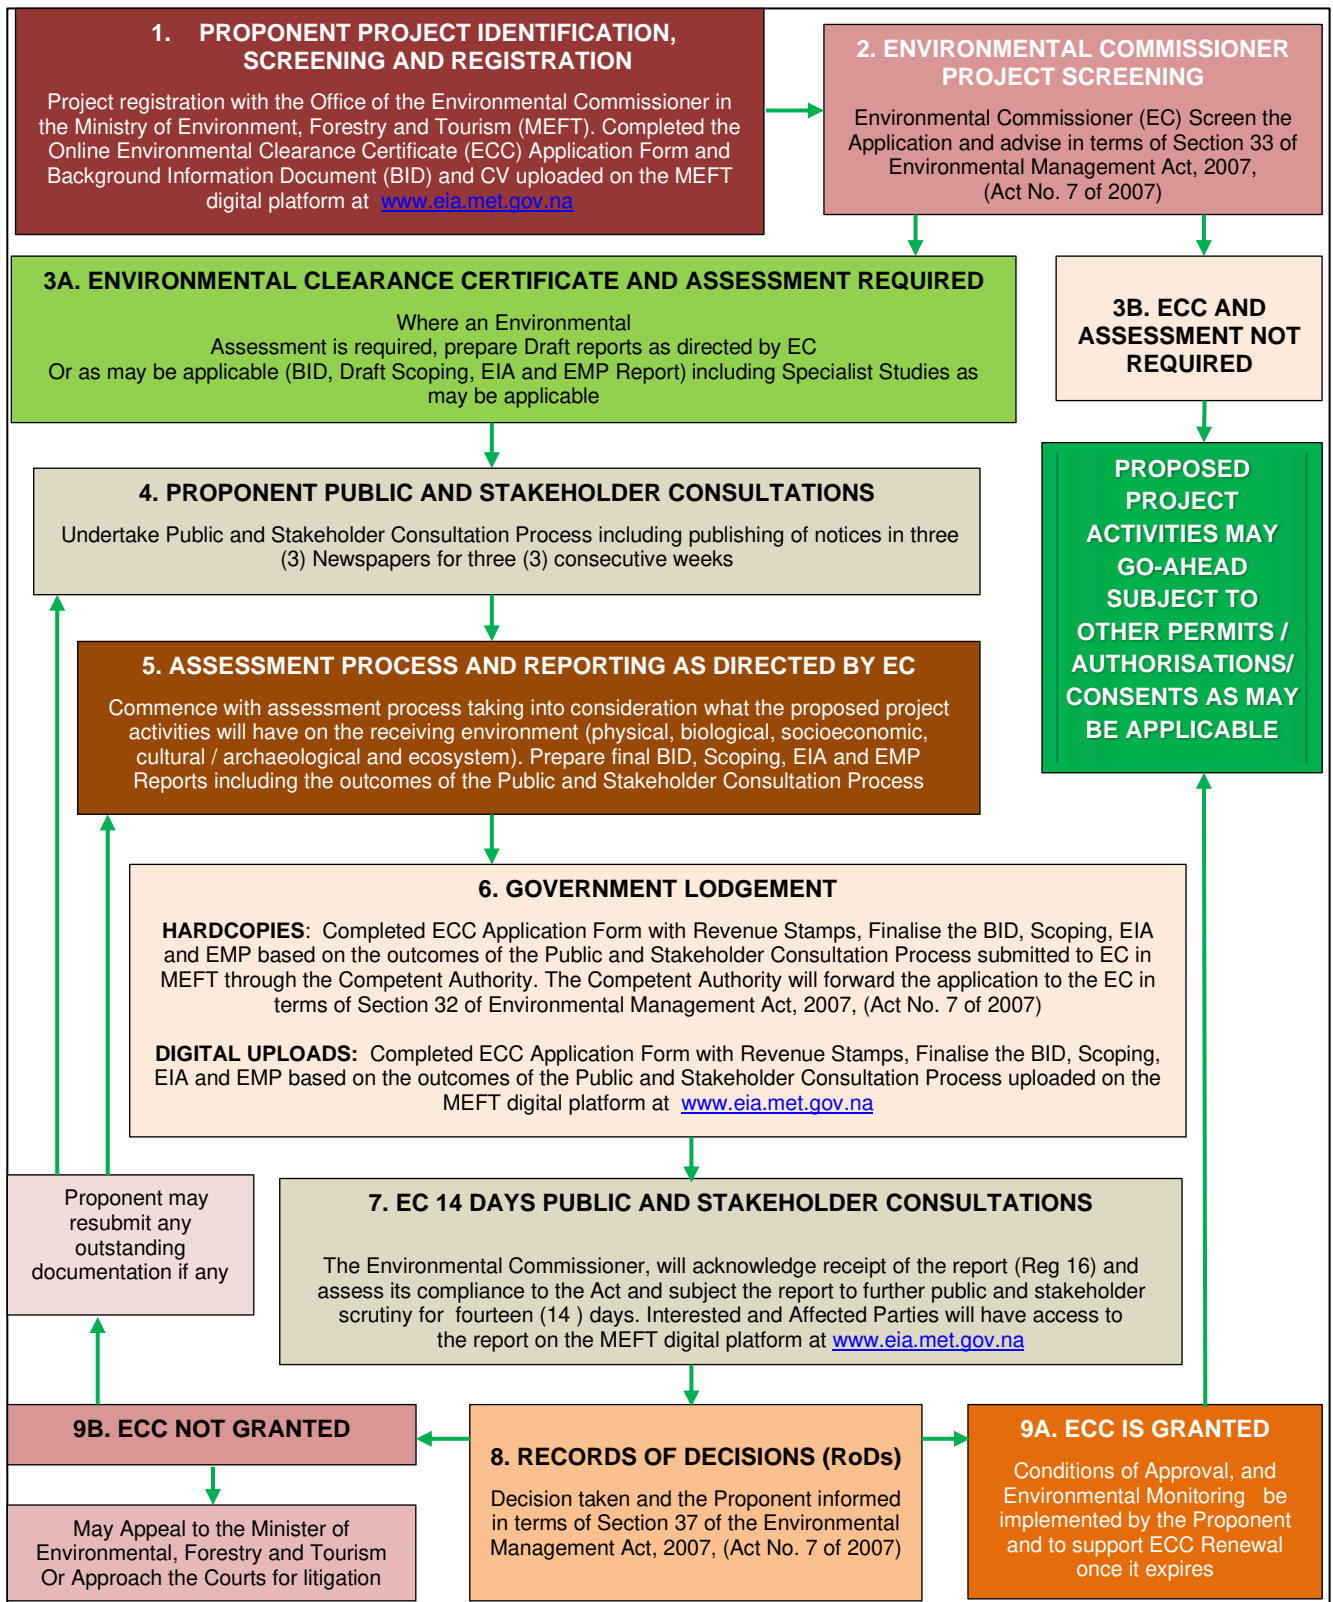 1. PROPONENT PROJECT IDENTIFICATION,
SCREENING AND REGISTRATION
Project registration with the Office of the Environmental Commissioner in
the Ministry of Environment, Forestry and Tourism (MEFT). Completed the
Online Environmental Clearance Certificate (ECC) Application Form and
Background Information Document (BID) and CV uploaded on the MEFT
digital platform at www.eia.met.gov.na
2. ENVIRONMENTAL COMMISSIONER
PROJECT SCREENING
Environmental Commissioner (EC) Screen the
Application and advise in terms of Section 33 of
Environmental Management Act, 2007,
(Act No. 7 of 2007)
3A. ENVIRONMENTAL CLEARANCE CERTIFICATE AND ASSESSMENT REQUIRED
Where an Environmental
Assessment is required, prepare Draft reports as directed by EC
Or as may be applicable (BID, Draft Scoping, EIA and EMP Report) including Specialist Studies as
may be applicable
3B. ECC AND
ASSESSMENT NOT
REQUIRED
PROPOSED
PROJECT
ACTIVITIES MAY
GO-AHEAD
SUBJECT TO
OTHER PERMITS /
AUTHORISATIONS/
CONSENTS AS MAY
BE APPLICABLE
4. PROPONENT PUBLIC AND STAKEHOLDER CONSULTATIONS
Undertake Public and Stakeholder Consultation Process including publishing of notices in three
(3) Newspapers for three (3) consecutive weeks
5. ASSESSMENT PROCESS AND REPORTING AS DIRECTED BY EC
Commence with assessment process taking into consideration what the proposed project
activities will have on the receiving environment (physical, biological, socioeconomic,
cultural / archaeological and ecosystem). Prepare final BID, Scoping, EIA and EMP
Reports including the outcomes of the Public and Stakeholder Consultation Process
6. GOVERNMENT LODGEMENT
HARDCOPIES: Completed ECC Application Form with Revenue Stamps, Finalise the BID, Scoping, EIA
and EMP based on the outcomes of the Public and Stakeholder Consultation Process submitted to EC in
MEFT through the Competent Authority. The Competent Authority will forward the application to the EC in
terms of Section 32 of Environmental Management Act, 2007, (Act No. 7 of 2007)
DIGITAL UPLOADS: Completed ECC Application Form with Revenue Stamps, Finalise the BID, Scoping,
EIA and EMP based on the outcomes of the Public and Stakeholder Consultation Process uploaded on the
MEFT digital platform at www.eia.met.gov.na
Proponent may
resubmit any
outstanding
documentation if any
7. EC 14 DAYS PUBLIC AND STAKEHOLDER CONSULTATIONS
The Environmental Commissioner, will acknowledge receipt of the report (Reg 16) and
assess its compliance to the Act and subject the report to further public and stakeholder
scrutiny for fourteen (14 ) days. Interested and Affected Parties will have access to
the report on the MEFT digital platform at www.eia.met.gov.na
9B. ECC NOT GRANTED
May Appeal to the Minister of
Environmental, Forestry and Tourism
Or Approach the Courts for litigation
8. RECORDS OF DECISIONS (RoDs)
Decision taken and the Proponent informed
in terms of Section 37 of the Environmental
Management Act, 2007, (Act No. 7 of 2007)
9A. ECC IS GRANTED
Conditions of Approval, and
Environmental Monitoring be
implemented by the Proponent
and to support ECC Renewal
once it expires